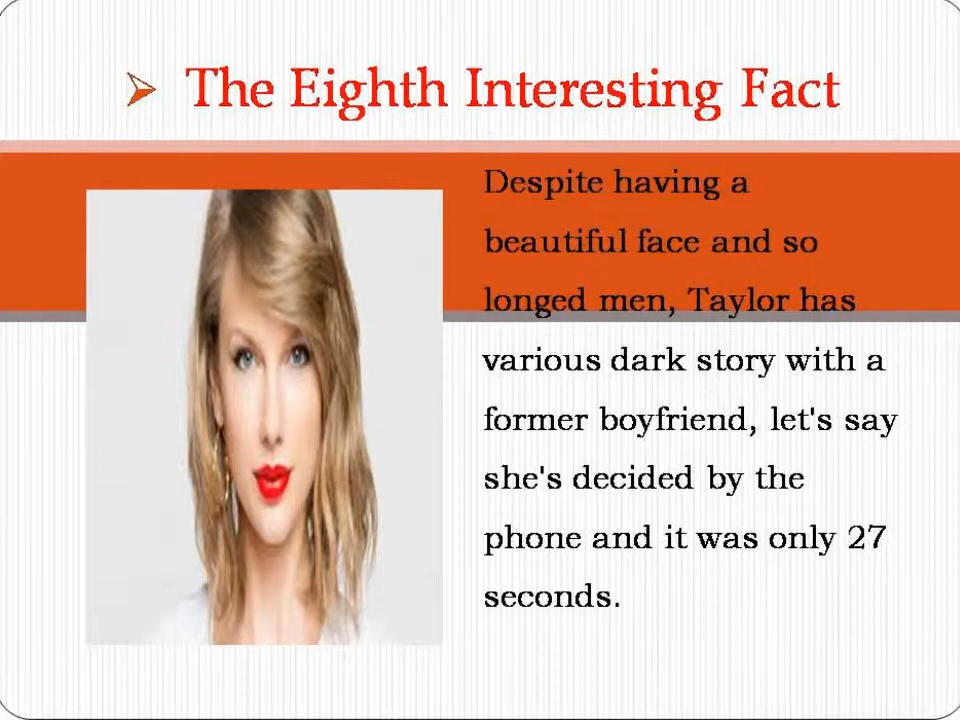 The Eighth Interesting Fact
Despite having a
beautiful face and so
longed men, Taylor has
various dark story with a
former boyfriend, let's say
she's decided by the
phone and it was only 27
seconds.